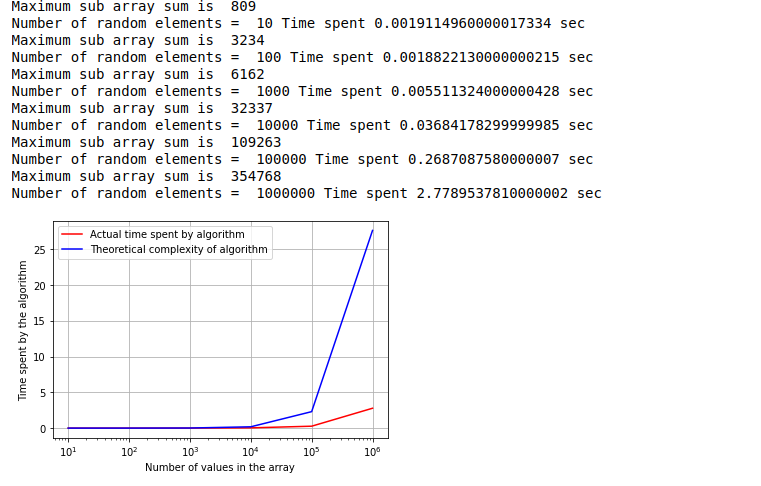 Maximum sub array sum is  809
Number of random elements =  10 Time spent 0.0019114960000017334 sec
Maximum sub array sum is  3234
Number of random elements =  100 Time spent 0.0018822130000000215 sec
Maximum sub array sum is  6162
Number of random elements =  1000 Time spent 0.005511324000000428 sec
Maximum sub array sum is  32337
Number of random elements =  10000 Time spent 0.03684178299999985 sec
Maximum sub array sum is  109263
Number of random elements =  100000 Time spent 0.2687087580000007 sec
Maximum sub array sum is  354768
Number of random elements =  1000000 Time spent 2.7789537810000002 sec
Actual time spent by algorithm
Theoretical complexity of algorithm
Time spent by the algorithm
25
20
15
10
5
0
10^1 10^2 10^3 10^4 10^5 10^6
Number of values in the array